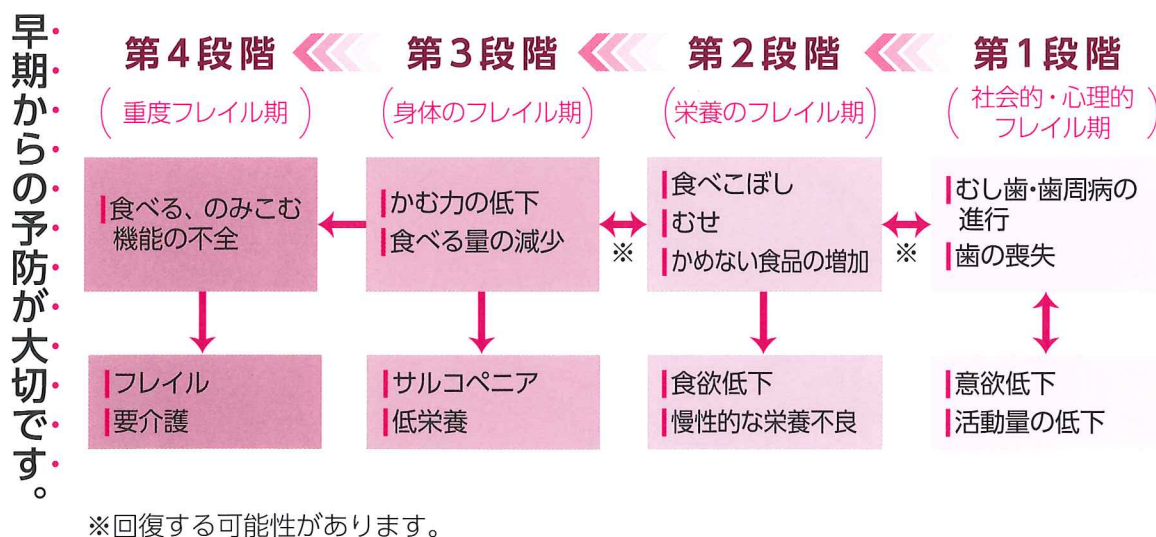 早期からの予防が大切です。
第1段階
（社会的・心理的
フレイル期）
むし歯・歯周病の
進行
歯の喪失
意欲低下
活動量の低下
※
第2段階
（栄養のフレイル期）
食べこぼし
むせ
かめない食品の増加
食欲低下
慢性的な栄養不良
※
第3段階
（身体のフレイル期）
かむ力の低下
食べる量の減少
サルコペニア
低栄養
第4段階
（重度フレイル期）
食べる、のみこむ
機能の不全
フレイル
要介護
※回復する可能性があります。